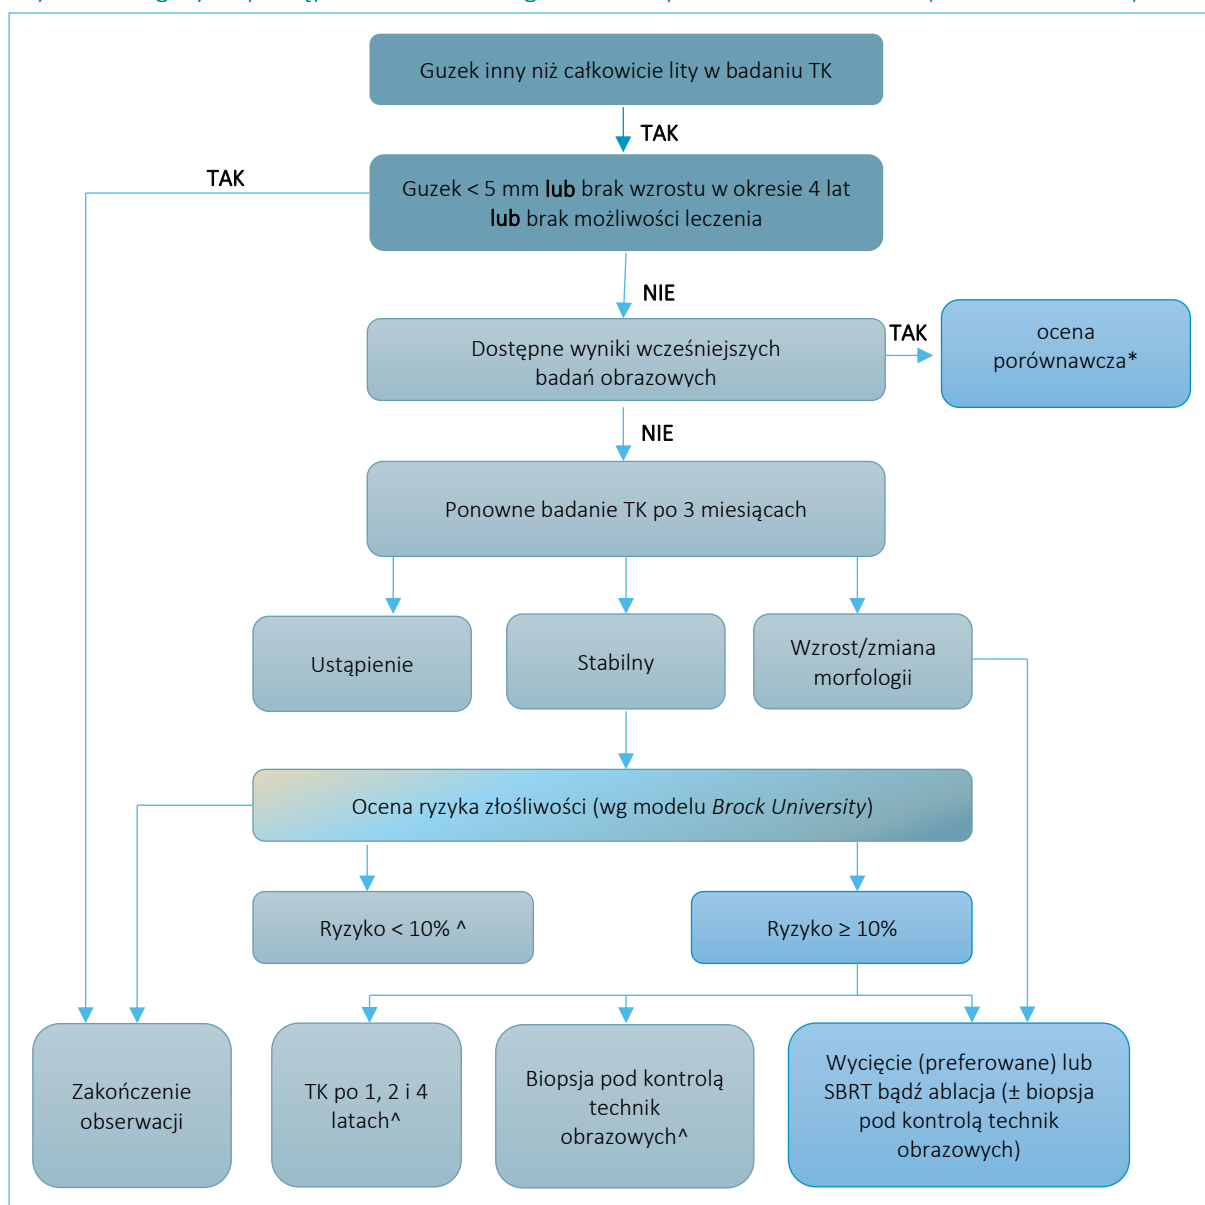 Guzek inny niż całkowicie lity w badaniu TK
TAK
TAK
Guzek < 5 mm lub brak wzrostu w okresie 4 lat
lub brak możliwości leczenia
NIE
Dostępne wyniki wcześniejszych
badań obrazowych
TAK
ocena
porównawcza*
NIE
Ponowne badanie TK po 3 miesiącach
Ustąpienie
Stabilny
Wzrost/zmiana
morfologii
Ocena ryzyka złośliwości (wg modelu Brock University)
Ryzyko < 10% ^
Ryzyko ≥ 10%
Zakończenie
obserwacji
TK po 1, 2 i 4
latach^
Biopsja pod kontrolą
technik
obrazowych^
Wycięcie (preferowane) lub
SBRT bądź ablacja (± biopsja
pod kontrolą technik
obrazowych)